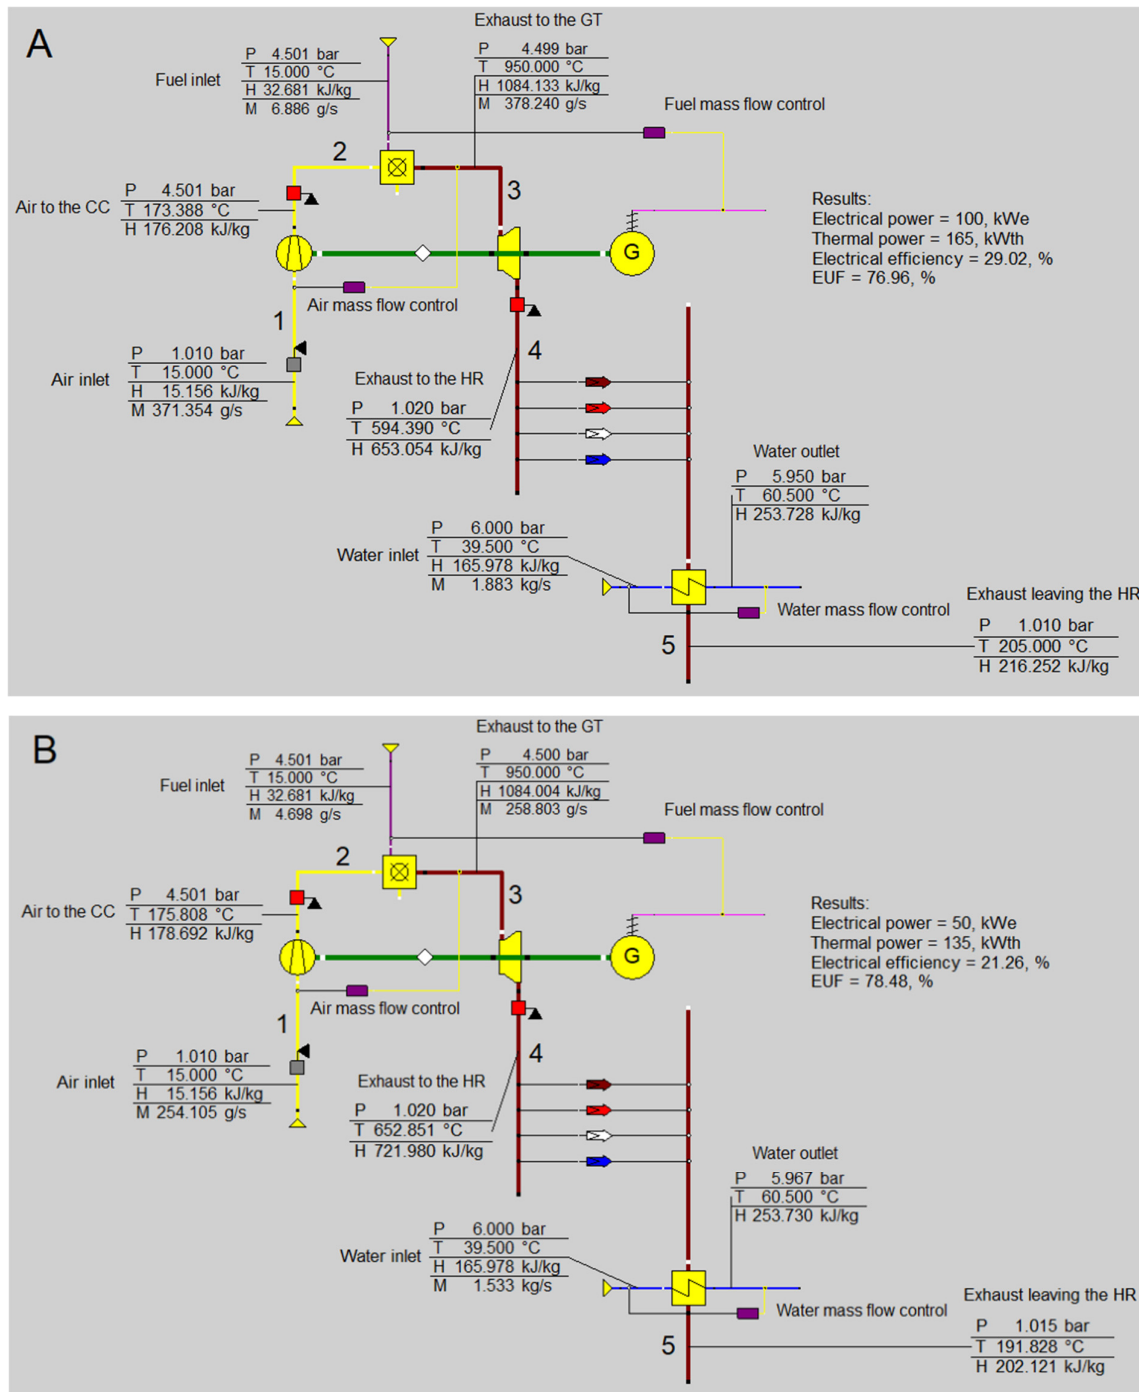 A
Exhaust to the GT
P 4.499 bar
T 950.000 °C
H 1084.133 kJ/kg
M 378.240 g/s
Fuel inlet
P 4.501 bar
T 15.000 °C
H 32.681 kJ/kg
M 6.886 g/s
Fuel mass flow control
2
3
Air to the CC
P 4.501 bar
T 173.388 °C
H 176.208 kJ/kg
Results:
Electrical power = 100, kWe
Thermal power = 165, kWth
Electrical efficiency = 29.02, %
EUF = 76.96, %
G
Air mass flow control
1
4
Air inlet
P 1.010 bar
T 15.000 °C
H 15.156 kJ/kg
M 371.354 g/s
Exhaust to the HR
P 1.020 bar
T 594.390 °C
H 653.054 kJ/kg
Water outlet
P 5.950 bar
T 60.500 °C
H 253.728 kJ/kg
Water inlet
P 6.000 bar
T 39.500 °C
H 165.978 kJ/kg
M 1.883 kg/s
Water mass flow control
5
Exhaust leaving the HR
P 1.010 bar
T 205.000 °C
H 216.252 kJ/kg
B
Exhaust to the GT
P 4.500 bar
T 950.000 °C
H 1084.004 kJ/kg
M 258.803 g/s
Fuel inlet
P 4.501 bar
T 15.000 °C
H 32.681 kJ/kg
M 4.698 g/s
Fuel mass flow control
2
3
Air to the CC
P 4.501 bar
T 175.808 °C
H 178.692 kJ/kg
Results:
Electrical power = 50, kWe
Thermal power = 135, kWth
Electrical efficiency = 21.26, %
EUF = 78.48, %
G
Air mass flow control
1
4
Air inlet
P 1.010 bar
T 15.000 °C
H 15.156 kJ/kg
M 254.105 g/s
Exhaust to the HR
P 1.020 bar
T 652.851 °C
H 721.980 kJ/kg
Water outlet
P 5.967 bar
T 60.500 °C
H 253.730 kJ/kg
Water inlet
P 6.000 bar
T 39.500 °C
H 165.978 kJ/kg
M 1.533 kg/s
Water mass flow control
5
Exhaust leaving the HR
P 1.015 bar
T 191.828 °C
H 202.121 kJ/kg